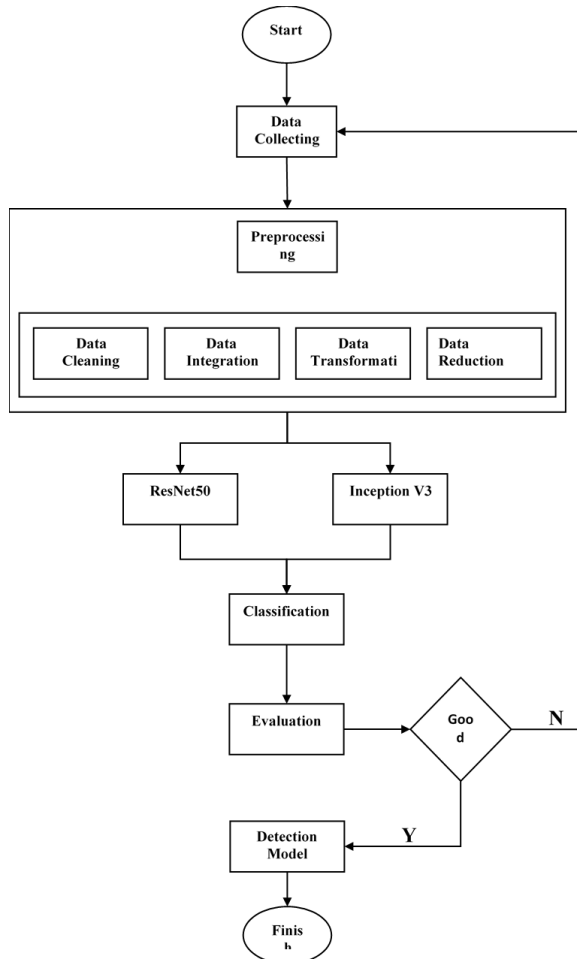 Start
Data
Collecting
Preprocessi
ng
Data
Cleaning
Data
Integration
Data
Transformati
Data
Reduction
ResNet50
Inception V3
Classification
Evaluation
Goo
d
N
Y
Detection
Model
Finis
h